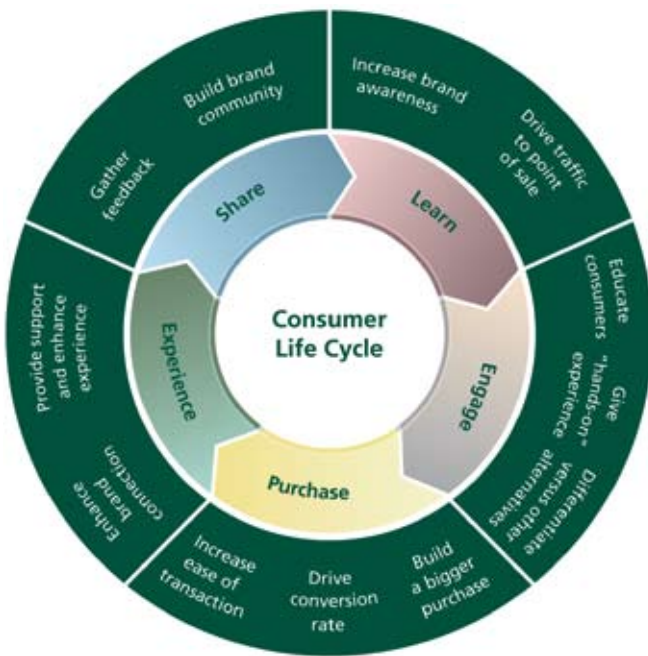 Consumer
Life Cycle
Learn
Increase brand
awareness
Drive traffic
to point
of sale
Engage
Educate
consumers
Give
"hands-on"
experience
Differentiate
versus other
alternatives
Purchase
Build
a bigger
purchase
Drive
conversion
rate
Increase
ease of
transaction
Experience
Enhance
brand
connection
Provide support
and enhance
experience
Share
Gather
feedback
Build brand
community